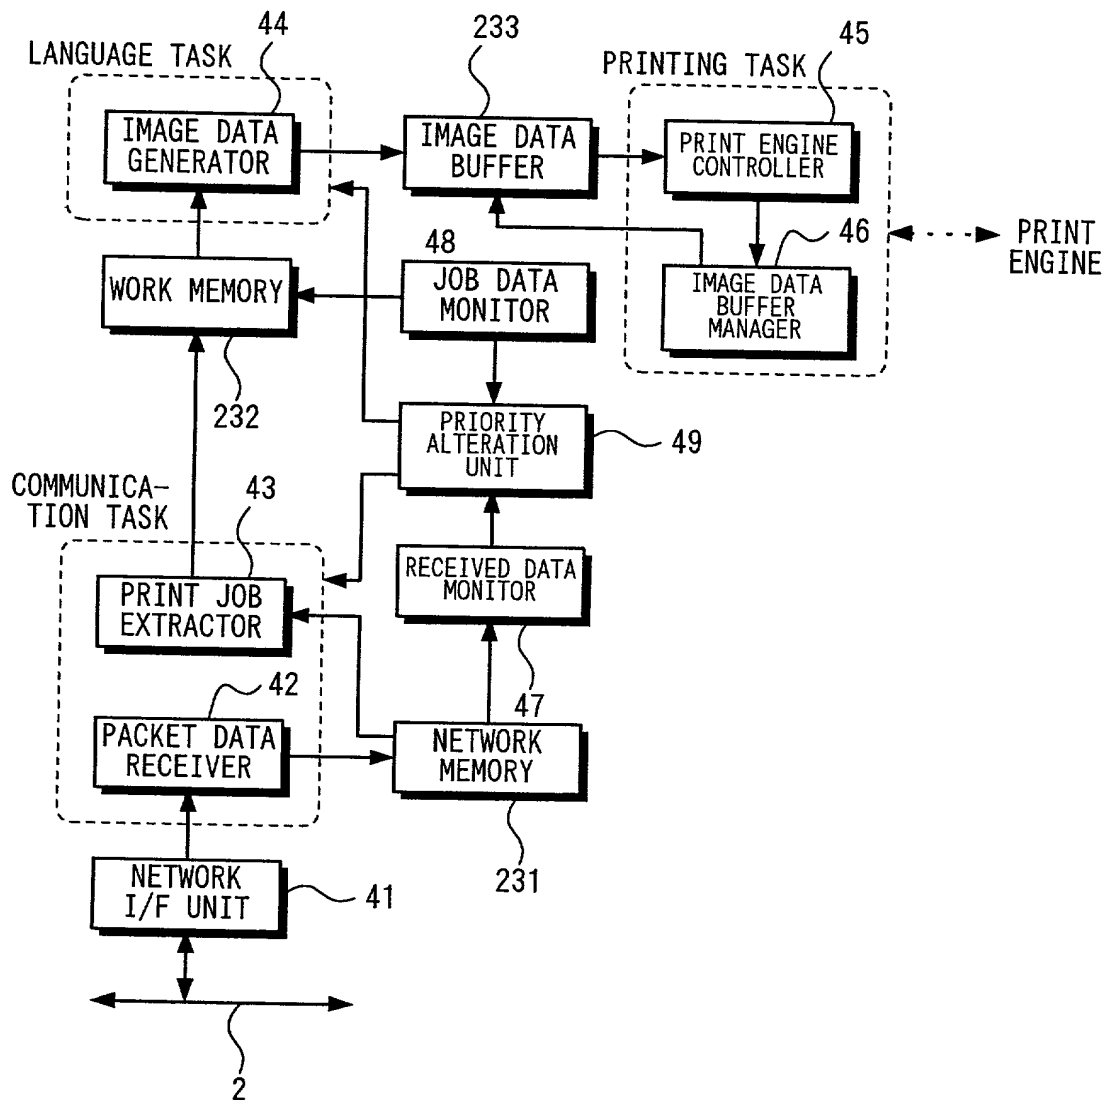 44
233
45
LANGUAGE TASK
PRINTING TASK
IMAGE DATA
GENERATOR
IMAGE DATA
BUFFER
PRINT ENGINE
CONTROLLER
48
46
PRINT
ENGINE
WORK MEMORY
JOB DATA
MONITOR
IMAGE DATA
BUFFER
MANAGER
232
PRIORITY
ALTERATION
UNIT
49
COMMUNICA-
TION TASK
43
RECEIVED DATA
MONITOR
PRINT JOB
EXTRACTOR
42
47
PACKET DATA
RECEIVER
NETWORK
MEMORY
231
NETWORK
I/F UNIT
41
2